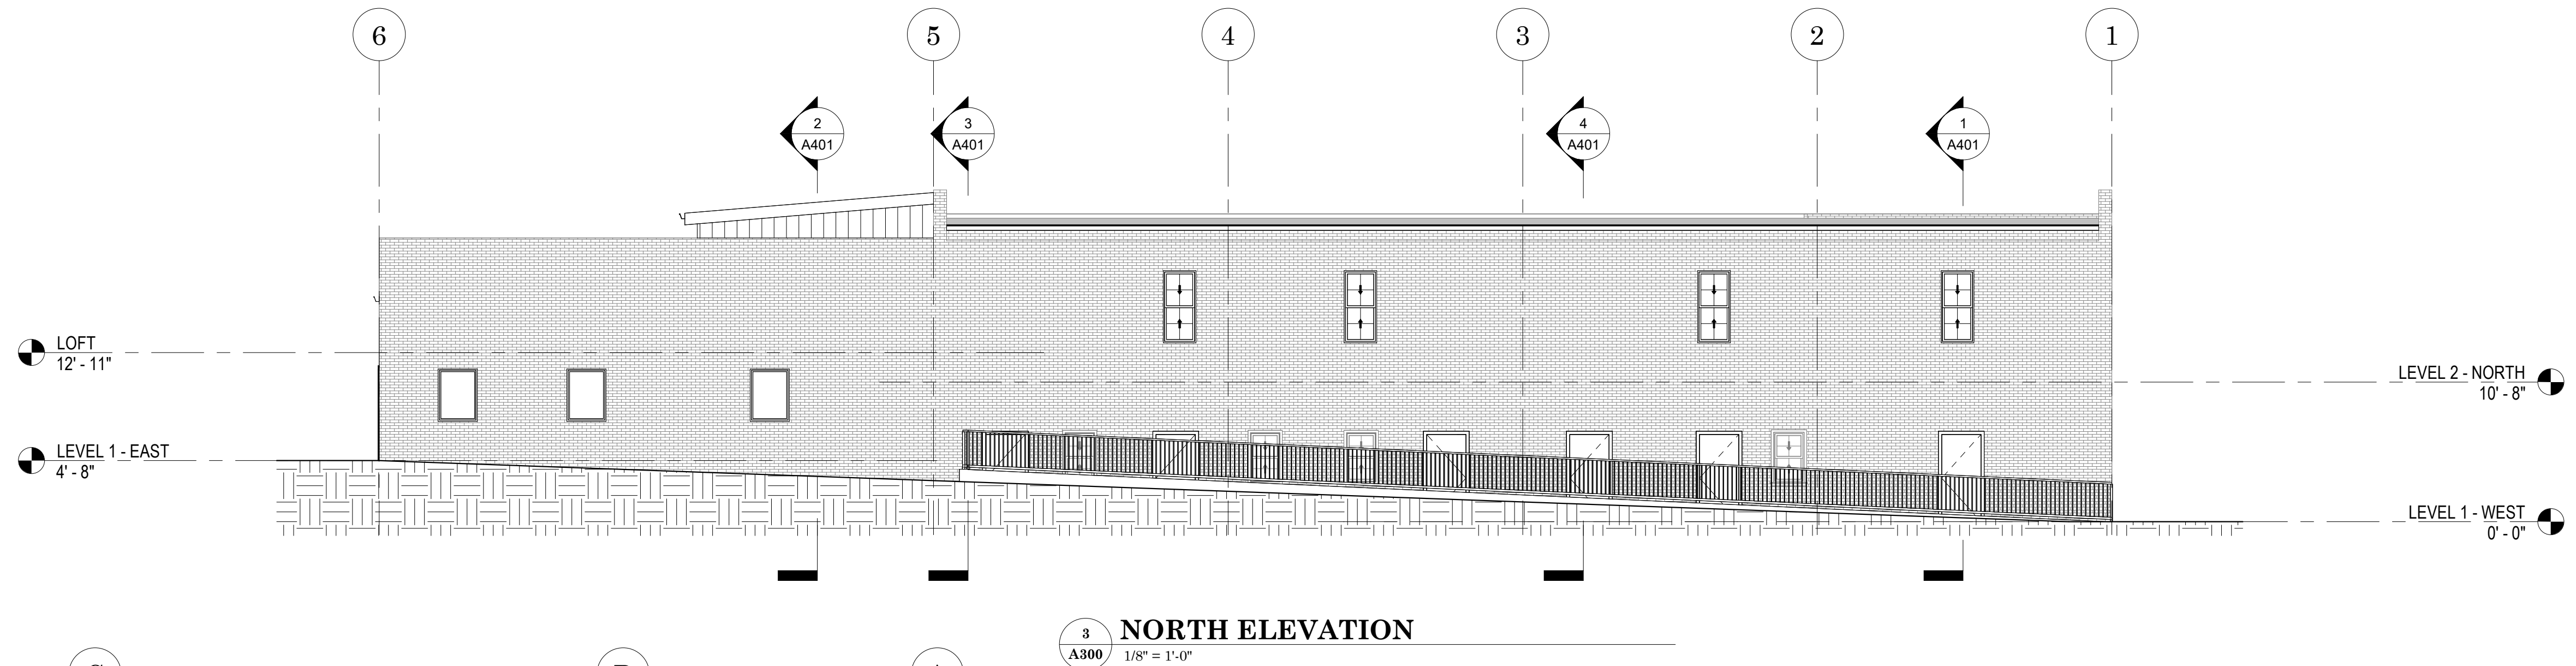 6
5
4
3
2
1
2
A401
3
A401
4
A401
1
A401
LOFT
12' - 11"
LEVEL 2 - NORTH
10' - 8"
LEVEL 1 - EAST
4' - 8"
LEVEL 1 - WEST
0' - 0"
3
A300
NORTH ELEVATION
1/8" = 1'-0"